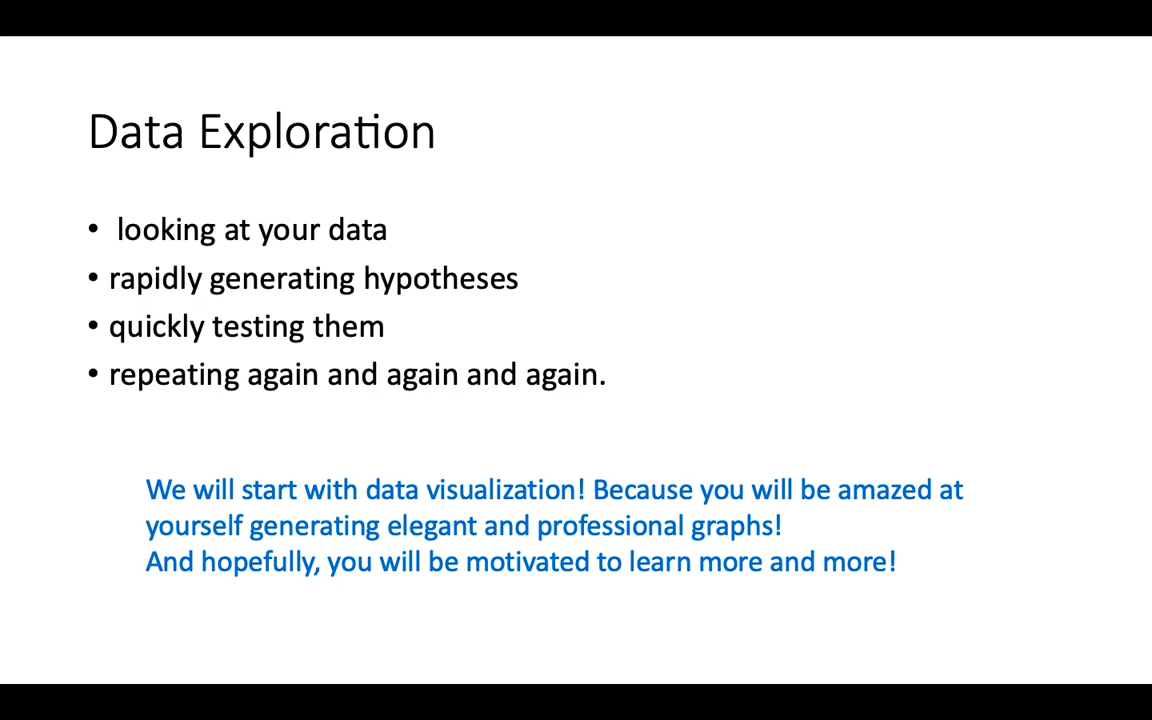 Data Exploration
• looking at your data
• rapidly generating hypotheses
• quickly testing them
• repeating again and again and again.
We will start with data visualization! Because you will be amazed at
yourself generating elegant and professional graphs!
And hopefully, you will be motivated to learn more and more!